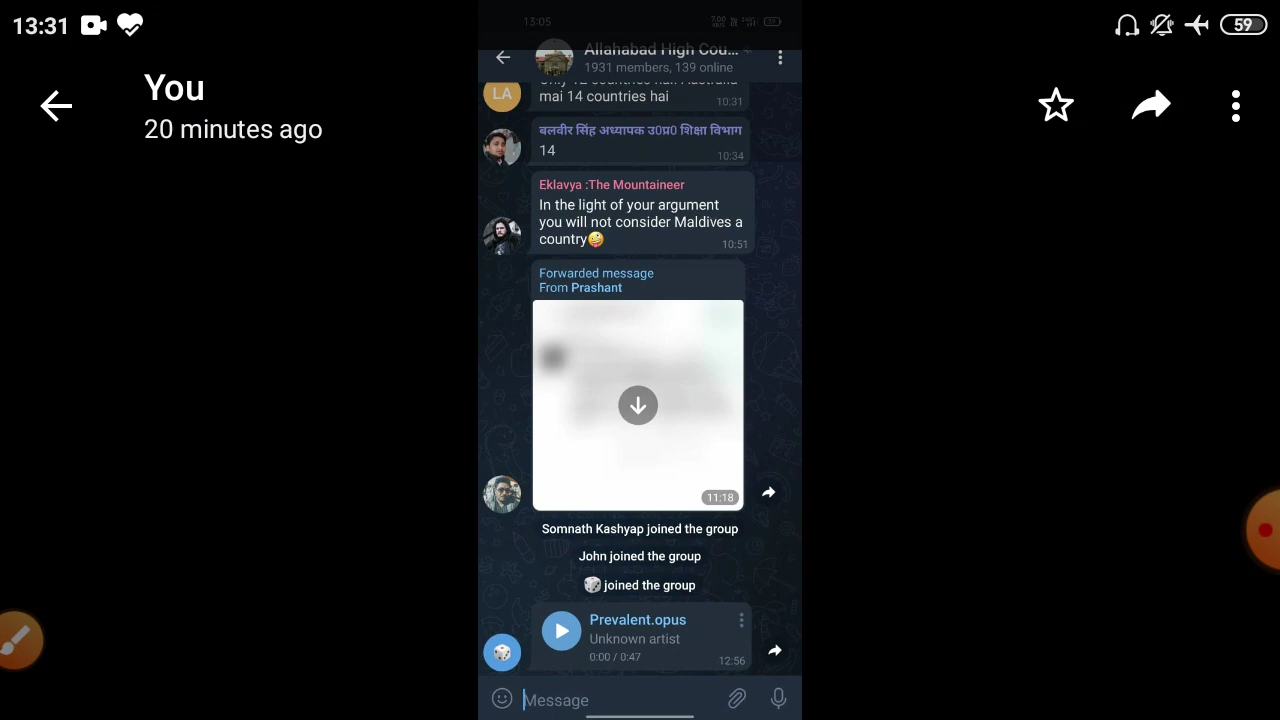 13:31
59
You
20 minutes ago
13:05
Allahabad High Cou...
1931 members, 139 online
LA
mai 14 countries hai
10:31
बलवीर सिंह अध्यापक उ0प्र0 शिक्षा विभाग
14
10:34
Eklavya :The Mountaineer
In the light of your argument
you will not consider Maldives a
country🤪
10:51
Forwarded message
From Prashant
11:18
Somnath Kashyap joined the group
John joined the group
🎲 joined the group
Prevalent.opus
Unknown artist
0:00 / 0:47
12:56
Message